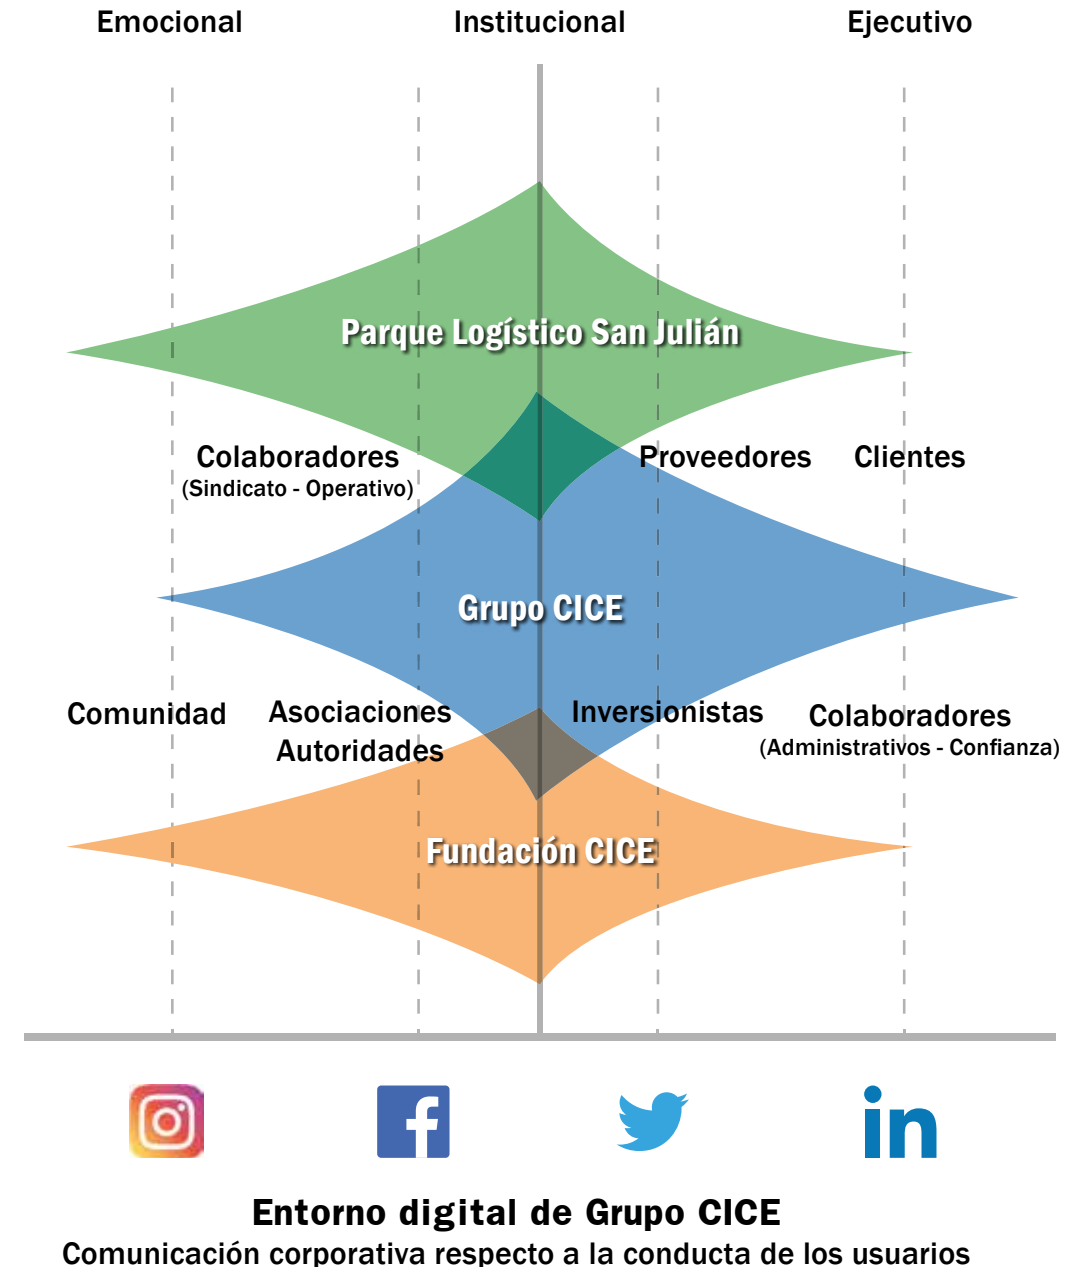 Emocional
Institucional
Ejecutivo
Parque Logístico San Julián
Colaboradores
(Sindicato - Operativo)
Proveedores
Clientes
Grupo CICE
Comunidad
Asociaciones
Autoridades
Inversionistas
Colaboradores
(Administrativos - Confianza)
Fundación CICE
f
in
Entorno digital de Grupo CICE
Comunicación corporativa respecto a la conducta de los usuarios